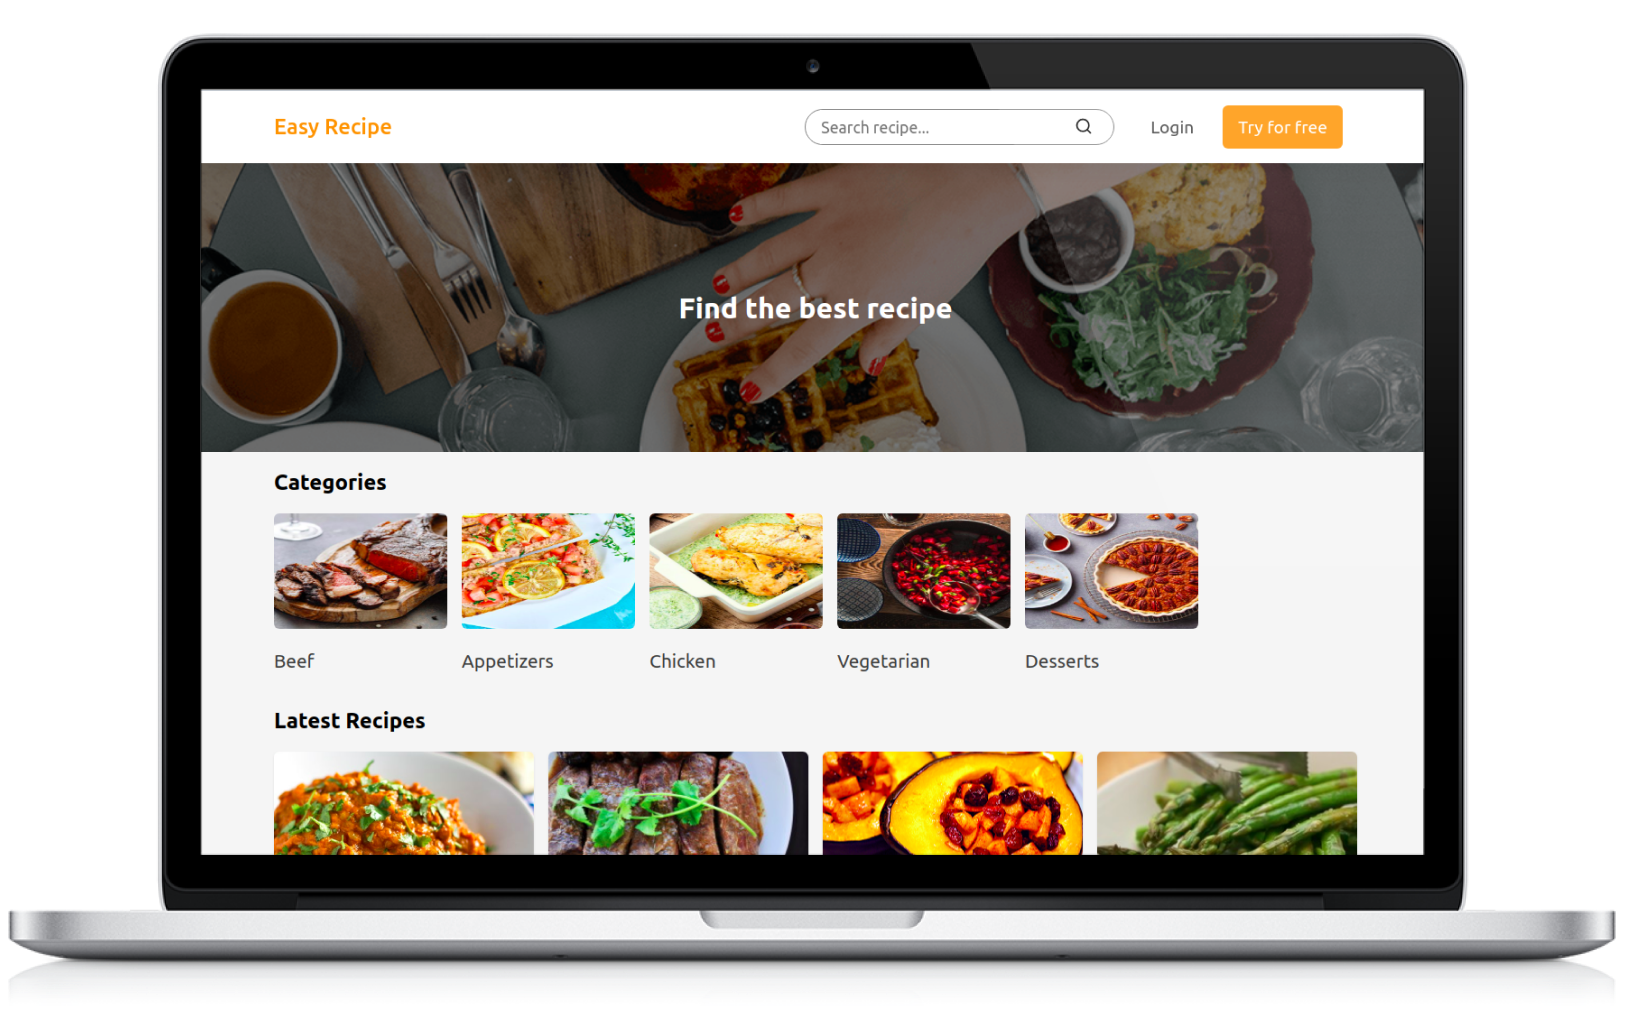 Easy Recipe
Search recipe...
Login
Try for free
Find the best recipe
Categories
Beef
Appetizers
Chicken
Vegetarian
Desserts
Latest Recipes